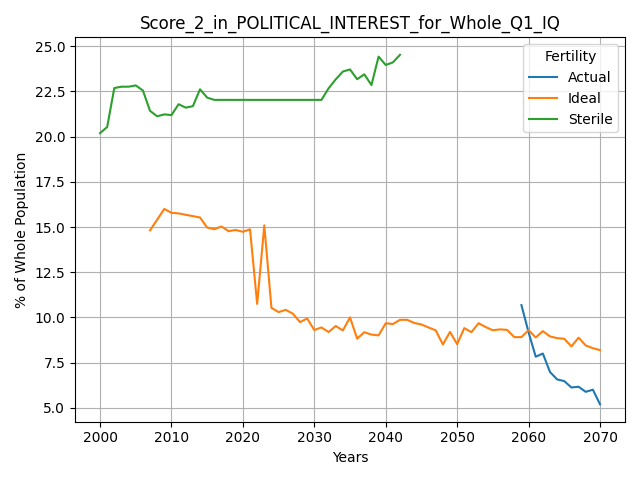 Score_2_in_POLITICAL_INTEREST_for_Whole_Q1_IQ
Fertility
Actual
Ideal
Sterile
% of Whole Population
25.0
22.5
20.0
17.5
15.0
12.5
10.0
7.5
5.0
2000 2010 2020 2030 2040 2050 2060 2070
Years